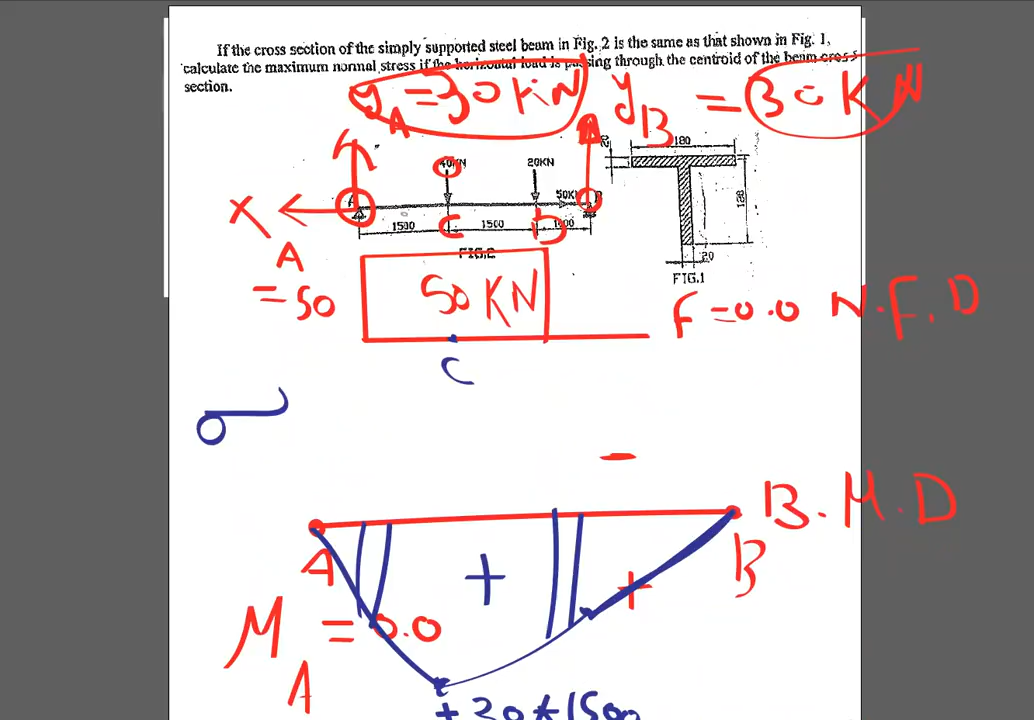 If the cross section of the simply supported steel beam in Fig. 2 is the same as that shown in Fig. 1,
calculate the maximum normal stress if the horizontal load is passing through the centroid of the beam cross
section.
y A = 30 KN
y B = 30 KN
180
20
40KN
20KN
50KN
A
X A = 50
C
D
1500
1500
1000
128
20
FIG.2
FIG.1
50 KN
F = 0.0 N.F.D
C
σ
-
B.M.D
A
+
+
B
M A = 0.0
+30*1500